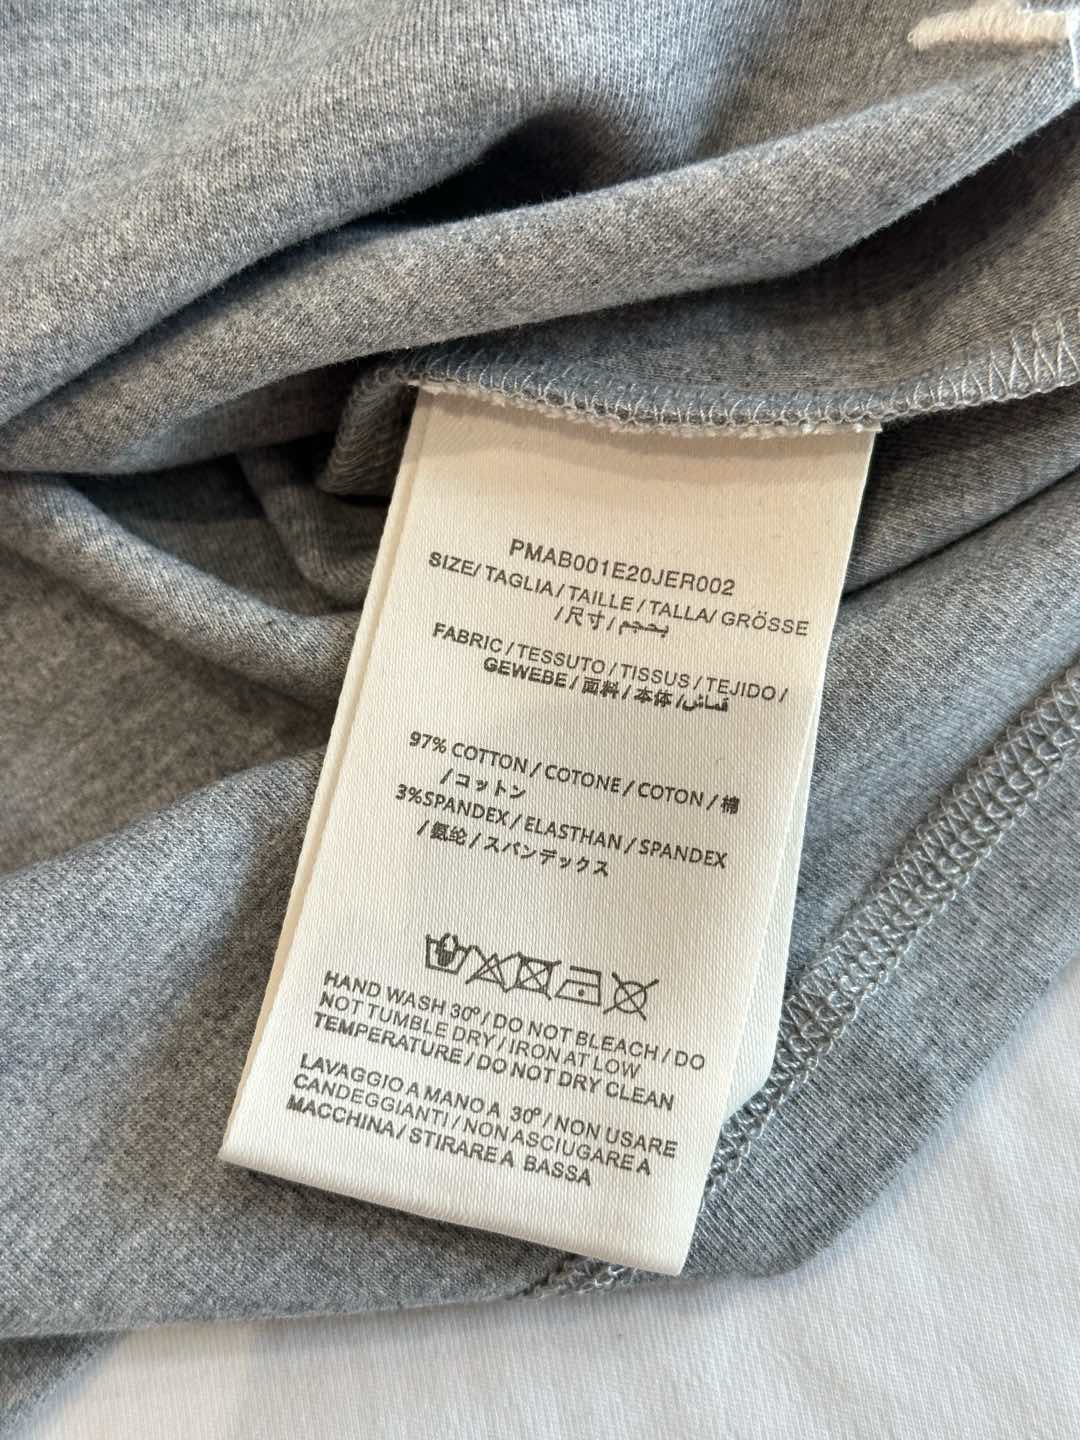 PMAB001E20JER002
SIZE/ TAGLIA / TAILLE / TALLA/ GRÖSSE
/ 尺寸 / بحجم
FABRIC / TESSUTO / TISSUS / TEJIDO /
GEWEBE / 面料 / 本体 / قماش
97% COTTON / COTONE / COTON / 棉
/ コットン
3%SPANDEX / ELASTHAN / SPANDEX
/ 氨纶 / スパンデックス
HAND WASH 30º / DO NOT BLEACH / DO
NOT TUMBLE DRY / IRON AT LOW
TEMPERATURE / DO NOT DRY CLEAN
LAVAGGIO A MANO A 30º / NON USARE
CANDEGGIANTI / NON ASCIUGARE A
MACCHINA / STIRARE A BASSA